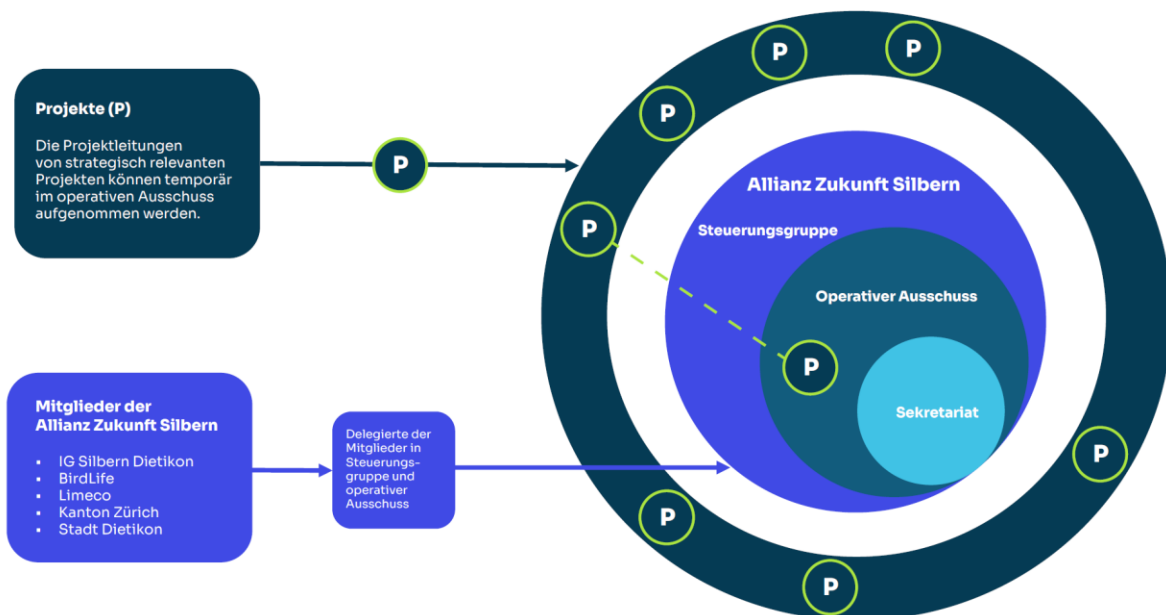 Projekte (P)
Die Projektleitungen
von strategisch relevanten
Projekten können temporär
im operativen Ausschuss
aufgenommen werden.
P
P
P
P
P
Allianz Zukunft Silbern
Steuerungsgruppe
Operativer Ausschuss
P
Sekretariat
Mitglieder der
Allianz Zukunft Silbern
▪ IG Silbern Dietikon
▪ BirdLife
▪ Limeco
▪ Kanton Zürich
▪ Stadt Dietikon
Delegierte der
Mitglieder in
Steuerungs-
gruppe und
operativer
Ausschuss
P
P
P